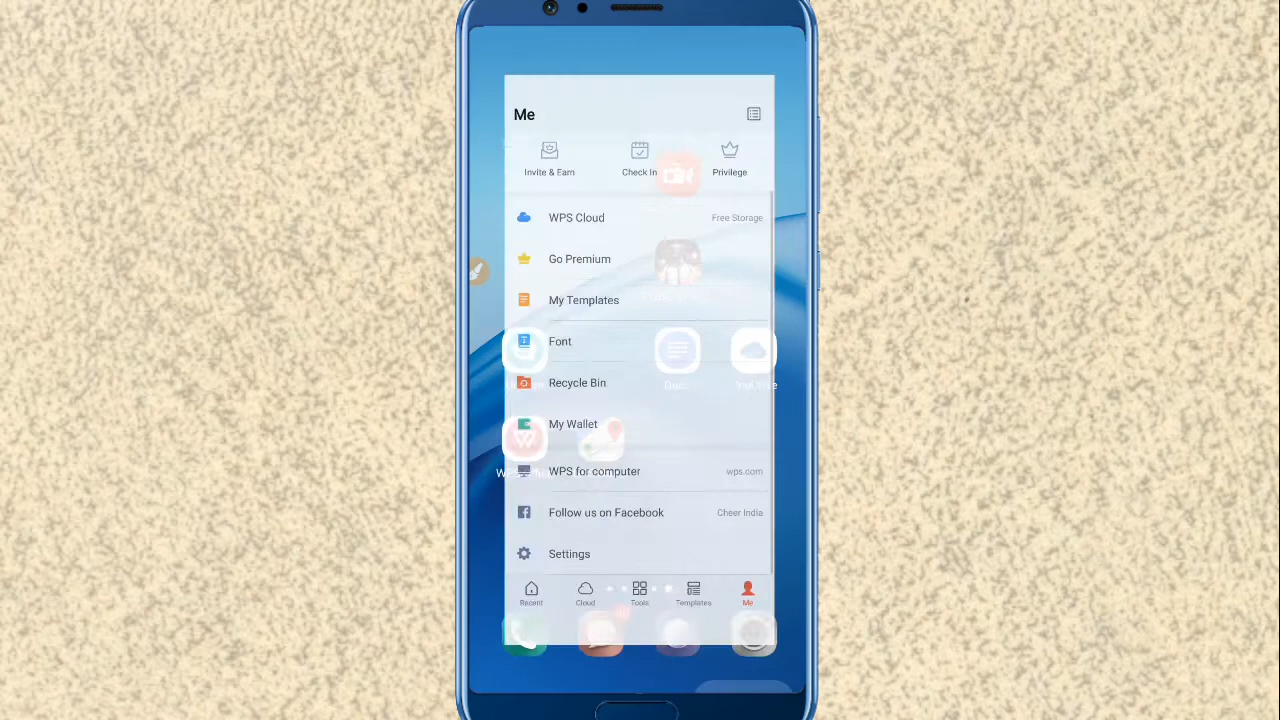 Me
Invite & Earn
Check In
Privilege
WPS Cloud
Free Storage
Go Premium
My Templates
Font
Recycle Bin
My Wallet
WPS for computer
wps.com
Follow us on Facebook
Cheer India
Settings
Recent
Cloud
Tools
Templates
Me